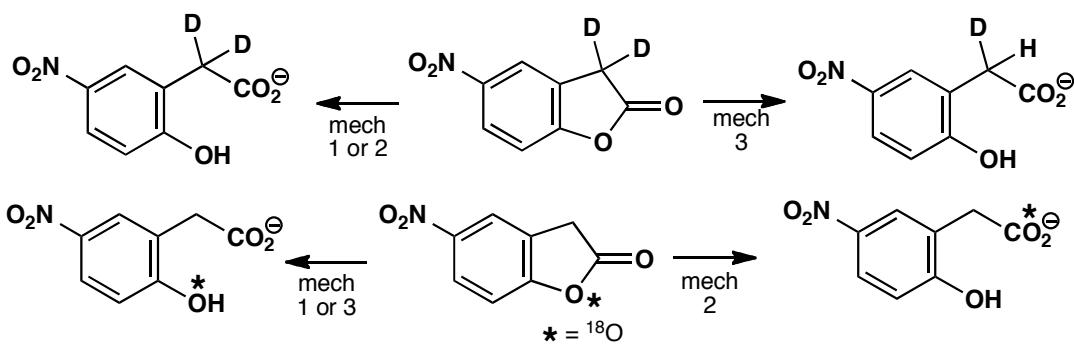 D D
O₂N CO₂⊖
OH
mech
1 or 2
D D
O₂N O
O
mech
3
D H
O₂N CO₂⊖
OH
O₂N CO₂⊖
*
OH
mech
1 or 3
O₂N O
O*
* = ¹⁸O
mech
2
*
O₂N CO₂⊖
OH